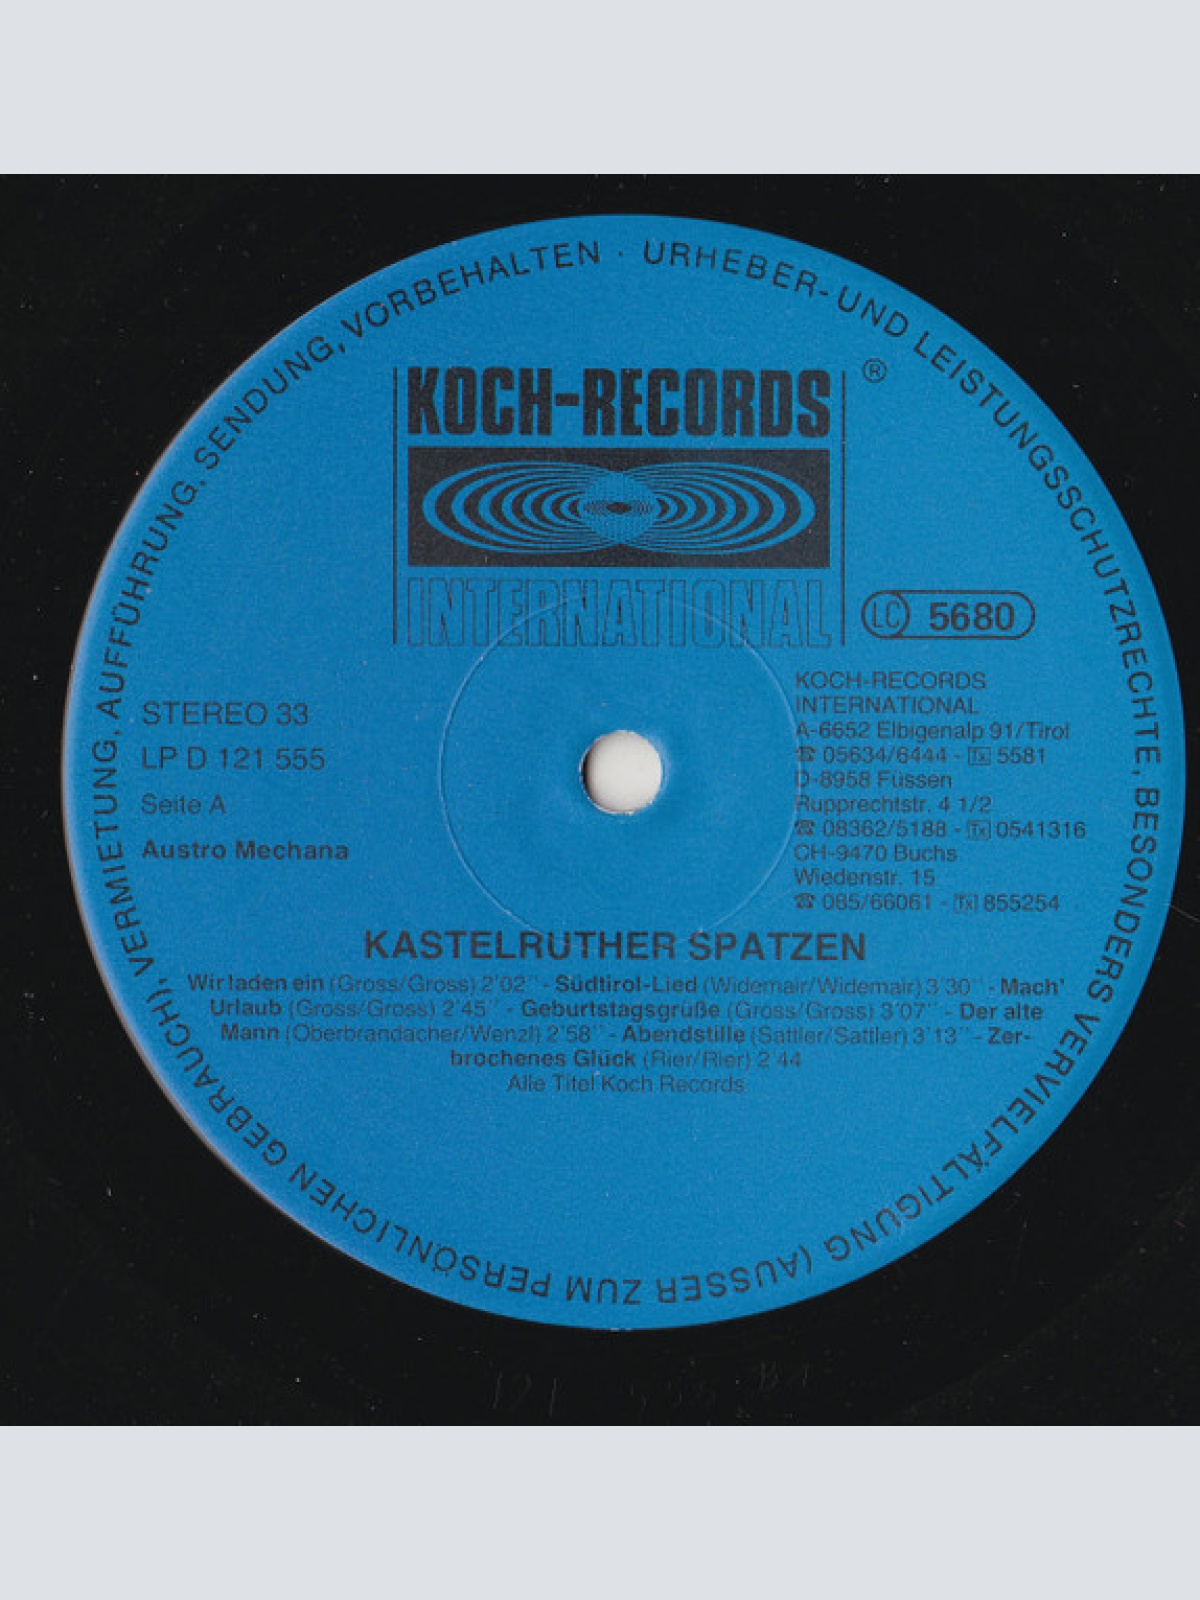 URHEBER- UND LEISTUNGSSCHUTZRECHTE, BESONDERS VERVIELFÄLTIGUNG (AUSSER ZUM PERSÖNLICHEN GEBRAUCH), VERMIETUNG, AUFFÜHRUNG, SENDUNG, VORBEHALTEN ·
KOCH-RECORDS ®
INTERNATIONAL
LC 5680
STEREO 33
LP D 121 555
Seite A
Austro Mechana
KOCH-RECORDS
INTERNATIONAL
A-6652 Elbigenalp 91/Tirol
☎ 05634/6444 - Tx 5581
D-8958 Füssen
Rupprechtstr. 4 1/2
☎ 08362/5188 - Tx 0541316
CH-9470 Buchs
Wiedenstr. 15
☎ 085/66061 - Tx 855254
KASTELRUTHER SPATZEN
Wir laden ein (Gross/Gross) 2'02'' - Südtirol-Lied (Widemair/Widemair) 3'30'' - Mach'
Urlaub (Gross/Gross) 2'45'' - Geburtstagsgrüße (Gross/Gross) 3'07'' - Der alte
Mann (Oberbrandacher/Wenzl) 2'58'' - Abendstille (Sattler/Sattler) 3'13'' - Zer-
brochenes Glück (Rier/Rier) 2'44
Alle Titel Koch Records